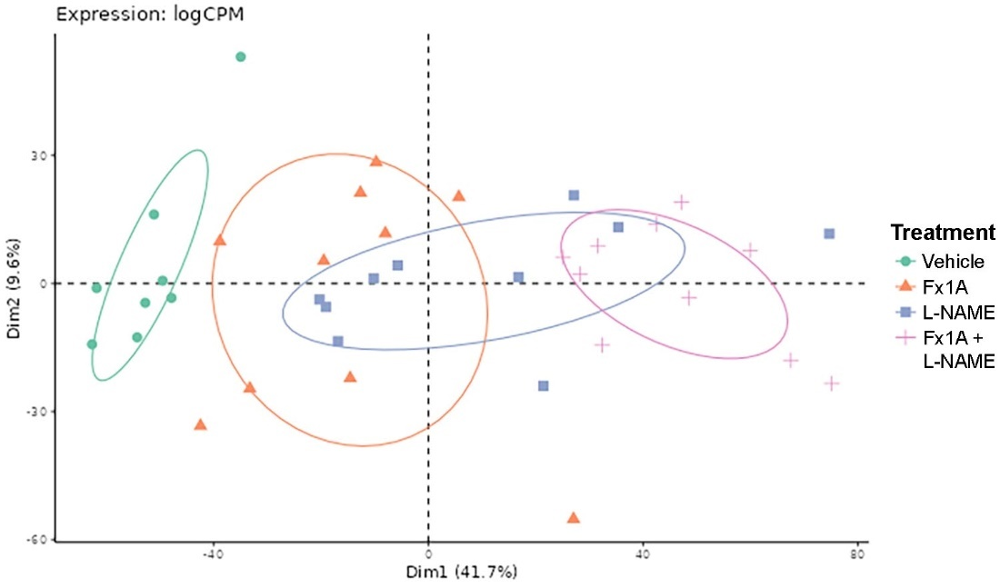 Expression: logCPM
30
0
-30
-60
-40
0
40
80
Dim2 (9.6%)
Dim1 (41.7%)
Treatment
Vehicle
Fx1A
L-NAME
Fx1A +
L-NAME